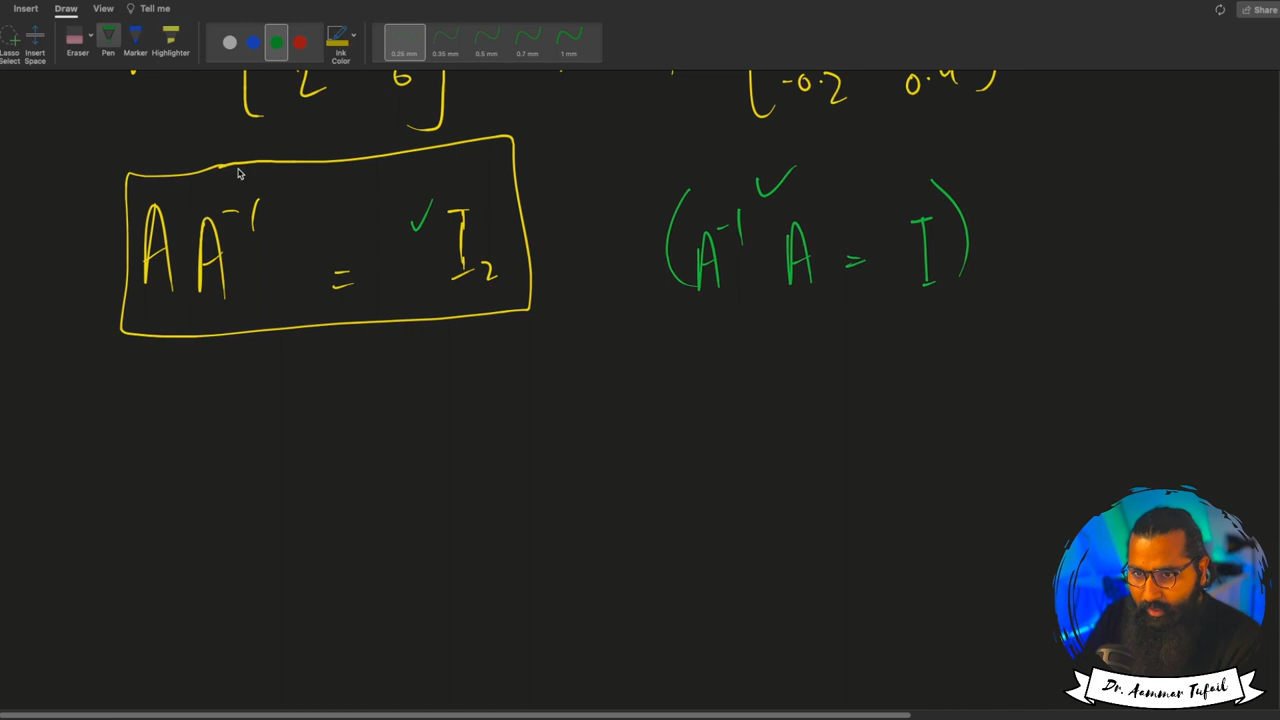 Insert Draw View Tell me
Share
Lasso Select Insert Space Eraser Pen Marker Highlighter Ink Color 0.25 mm 0.35 mm 0.5 mm 0.7 mm 1 mm
2 6 -0.2 0.4
A A⁻¹ = ✓ I₂ (A⁻¹ A = I) ✓
Dr. Aammar Tufail